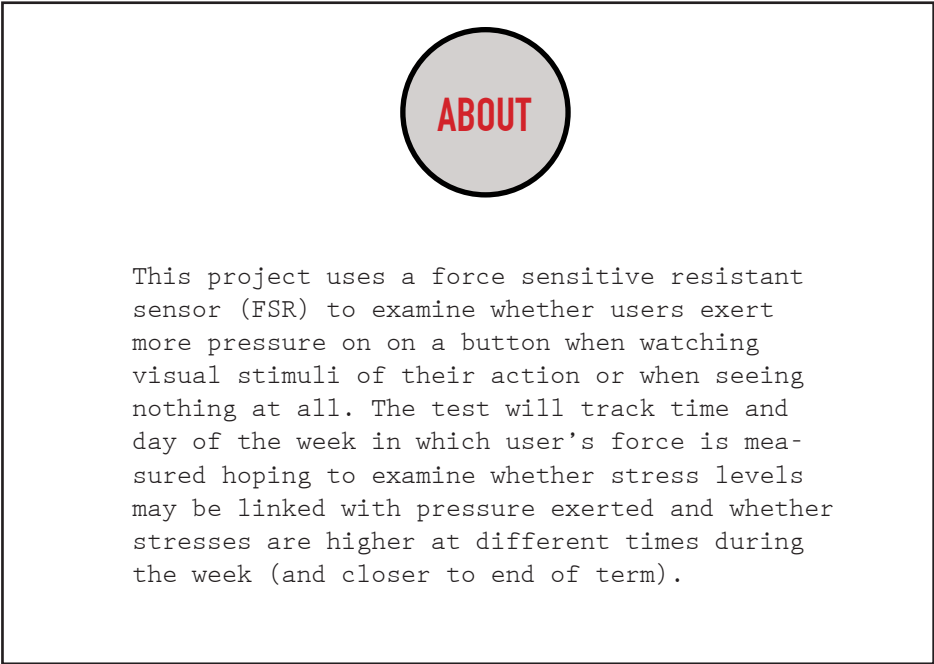 ABOUT
This project uses a force sensitive resistant
sensor (FSR) to examine whether users exert
more pressure on on a button when watching
visual stimuli of their action or when seeing
nothing at all. The test will track time and
day of the week in which user's force is mea-
sured hoping to examine whether stress levels
may be linked with pressure exerted and whether
stresses are higher at different times during
the week (and closer to end of term).